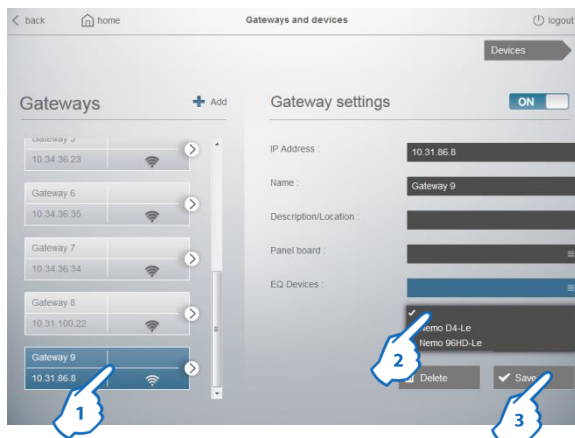 back
home
Gateways and devices
logout
Devices
Gateways
Add
Gateway settings
ON
10.34.36.23
Gateway 6
10.34.36.35
Gateway 7
10.34.36.34
Gateway 8
10.31.100.22
Gateway 9
10.31.86.8
IP Address :
10.31.86.8
Name :
Gateway 9
Description/Location :
Panel board :
EQ Devices :
Nemo D4-Le
Nemo 96HD-Le
Delete
Save
1
2
3